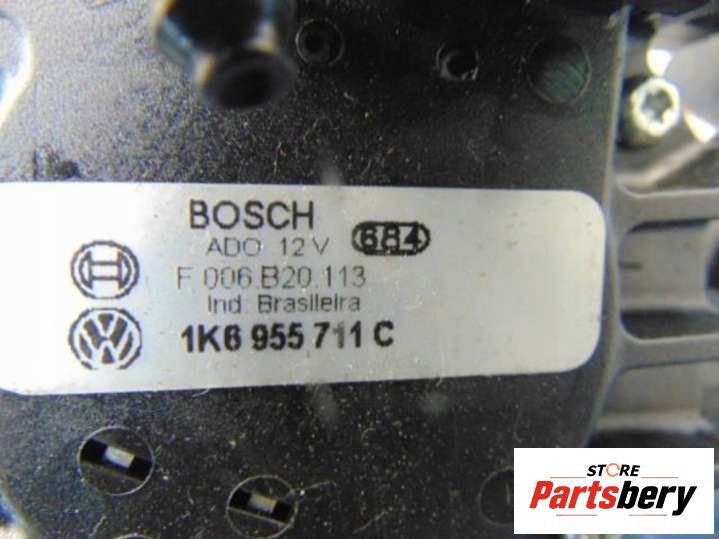 BOSCH
ADO 12 V 684
F 006.B20.113
Ind. Brasileira
1K6 955 711 C
STORE
Partsbery